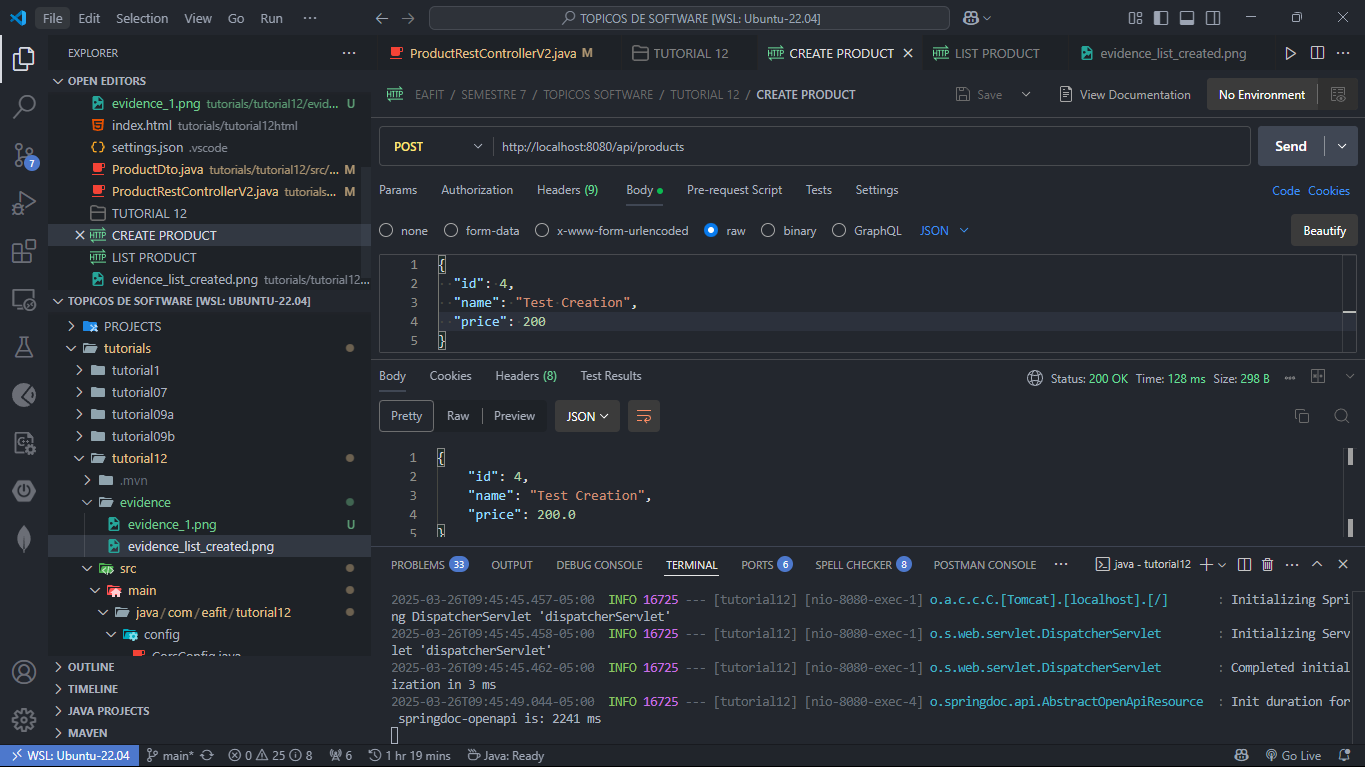 File Edit Selection View Go Run ···
TOPICOS DE SOFTWARE [WSL: Ubuntu-22.04]
EXPLORER
OPEN EDITORS
evidence_1.png tutorials/tutorial12/evid... U
index.html tutorials/tutorial12html
settings.json .vscode
ProductDto.java tutorials/tutorial12/src/... M
ProductRestControllerV2.java tutorials... M
TUTORIAL 12
CREATE PRODUCT
LIST PRODUCT
evidence_list_created.png tutorials/tutorial12...
TOPICOS DE SOFTWARE [WSL: UBUNTU-22.04]
PROJECTS
tutorials
tutorial1
tutorial07
tutorial09a
tutorial09b
tutorial12
.mvn
evidence
evidence_1.png U
evidence_list_created.png
src
main
java / com / eafit / tutorial12
config
CorsConfig.java
OUTLINE
TIMELINE
JAVA PROJECTS
MAVEN
7
ProductRestControllerV2.java M
TUTORIAL 12
CREATE PRODUCT
LIST PRODUCT
evidence_list_created.png
HTTP EAFIT / SEMESTRE 7 / TOPICOS SOFTWARE / TUTORIAL 12 / CREATE PRODUCT
Save
View Documentation
No Environment
POST
http://localhost:8080/api/products
Send
Params Authorization Headers (9) Body Pre-request Script Tests Settings
Code Cookies
none form-data x-www-form-urlencoded raw binary GraphQL JSON
Beautify
1 {
2 "id": 4,
3 "name": "Test Creation",
4 "price": 200
5 }
Body Cookies Headers (8) Test Results
Status: 200 OK Time: 128 ms Size: 298 B
Pretty Raw Preview JSON
1 {
2 "id": 4,
3 "name": "Test Creation",
4 "price": 200.0
5 }
PROBLEMS 33 OUTPUT DEBUG CONSOLE TERMINAL PORTS 6 SPELL CHECKER 8 POSTMAN CONSOLE ···
java - tutorial12
2025-03-26T09:45:45.457-05:00 INFO 16725 --- [tutorial12] [nio-8080-exec-1] o.a.c.c.C.[Tomcat].[localhost].[/] : Initializing Spri
ng DispatcherServlet 'dispatcherServlet'
2025-03-26T09:45:45.458-05:00 INFO 16725 --- [tutorial12] [nio-8080-exec-1] o.s.web.servlet.DispatcherServlet : Initializing Serv
let 'dispatcherServlet'
2025-03-26T09:45:45.462-05:00 INFO 16725 --- [tutorial12] [nio-8080-exec-1] o.s.web.servlet.DispatcherServlet : Completed initial
ization in 3 ms
2025-03-26T09:45:49.044-05:00 INFO 16725 --- [tutorial12] [nio-8080-exec-4] o.springdoc.api.AbstractOpenApiResource : Init duration for
springdoc-openapi is: 2241 ms
WSL: Ubuntu-22.04 main* 0 25 8 6 1 hr 19 mins Java: Ready
Go Live